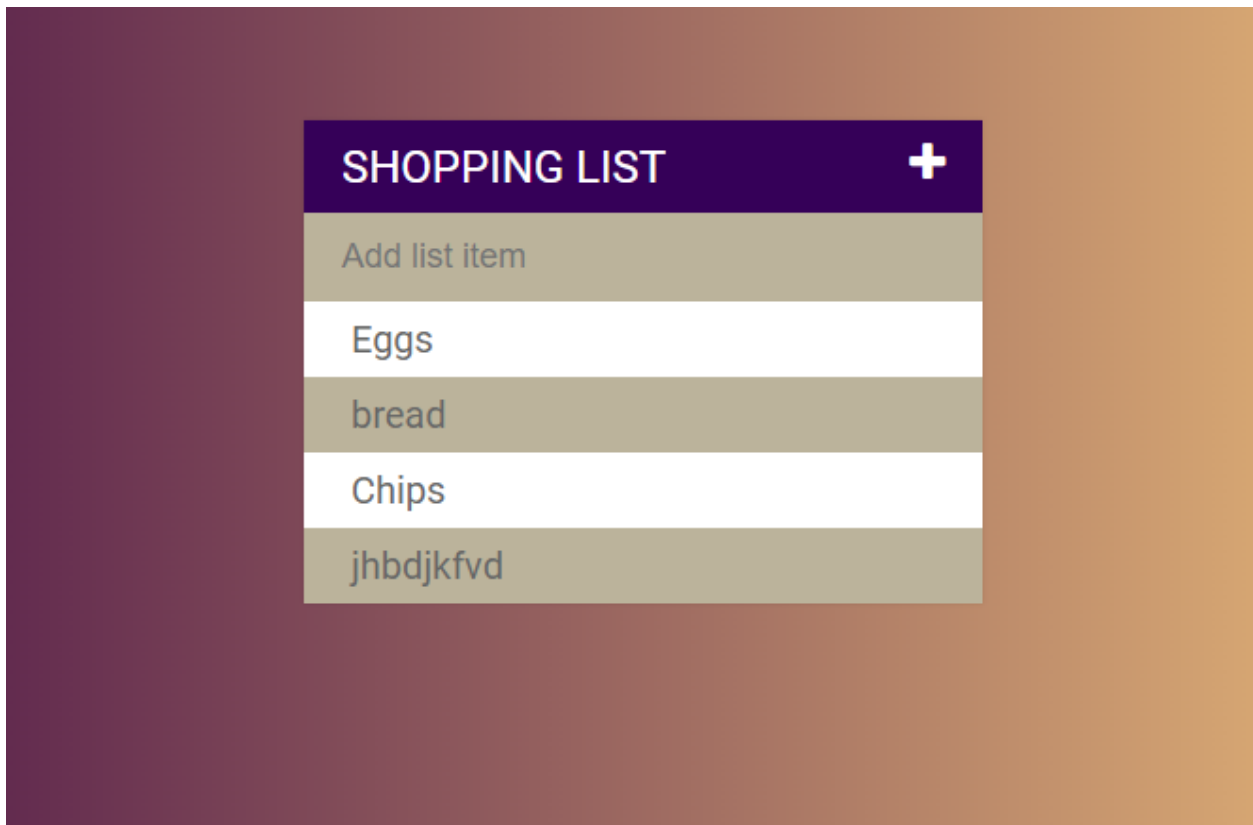 SHOPPING LIST
Add list item
Eggs
bread
Chips
jhbdjkfvd